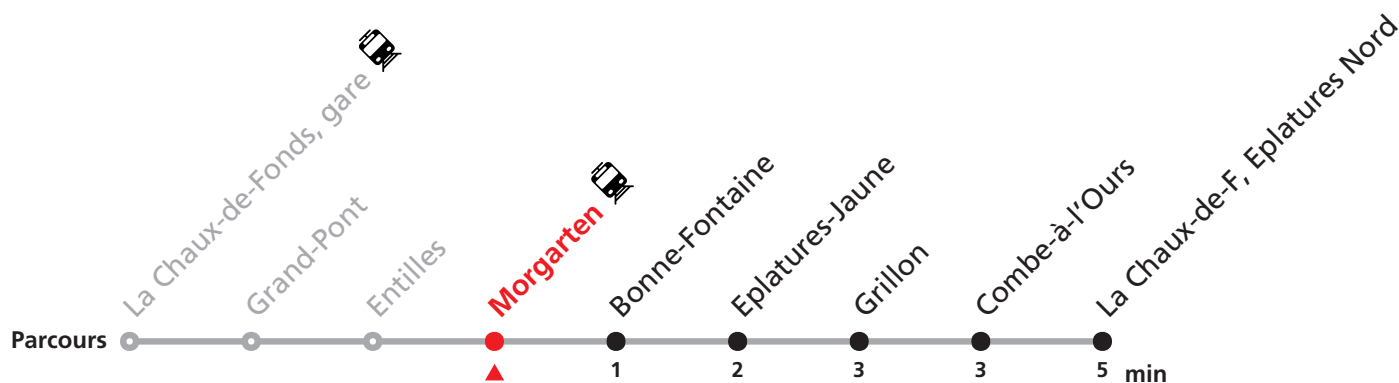 La Chaux-de-Fonds, gare
Grand-Pont
Entilles
Morgarten
Bonne-Fontaine
Eplatures-Jaune
Grillon
Combe-à-l'Ours
La Chaux-de-F, Eplatures Nord
Parcours
1 2 3 3 5 min